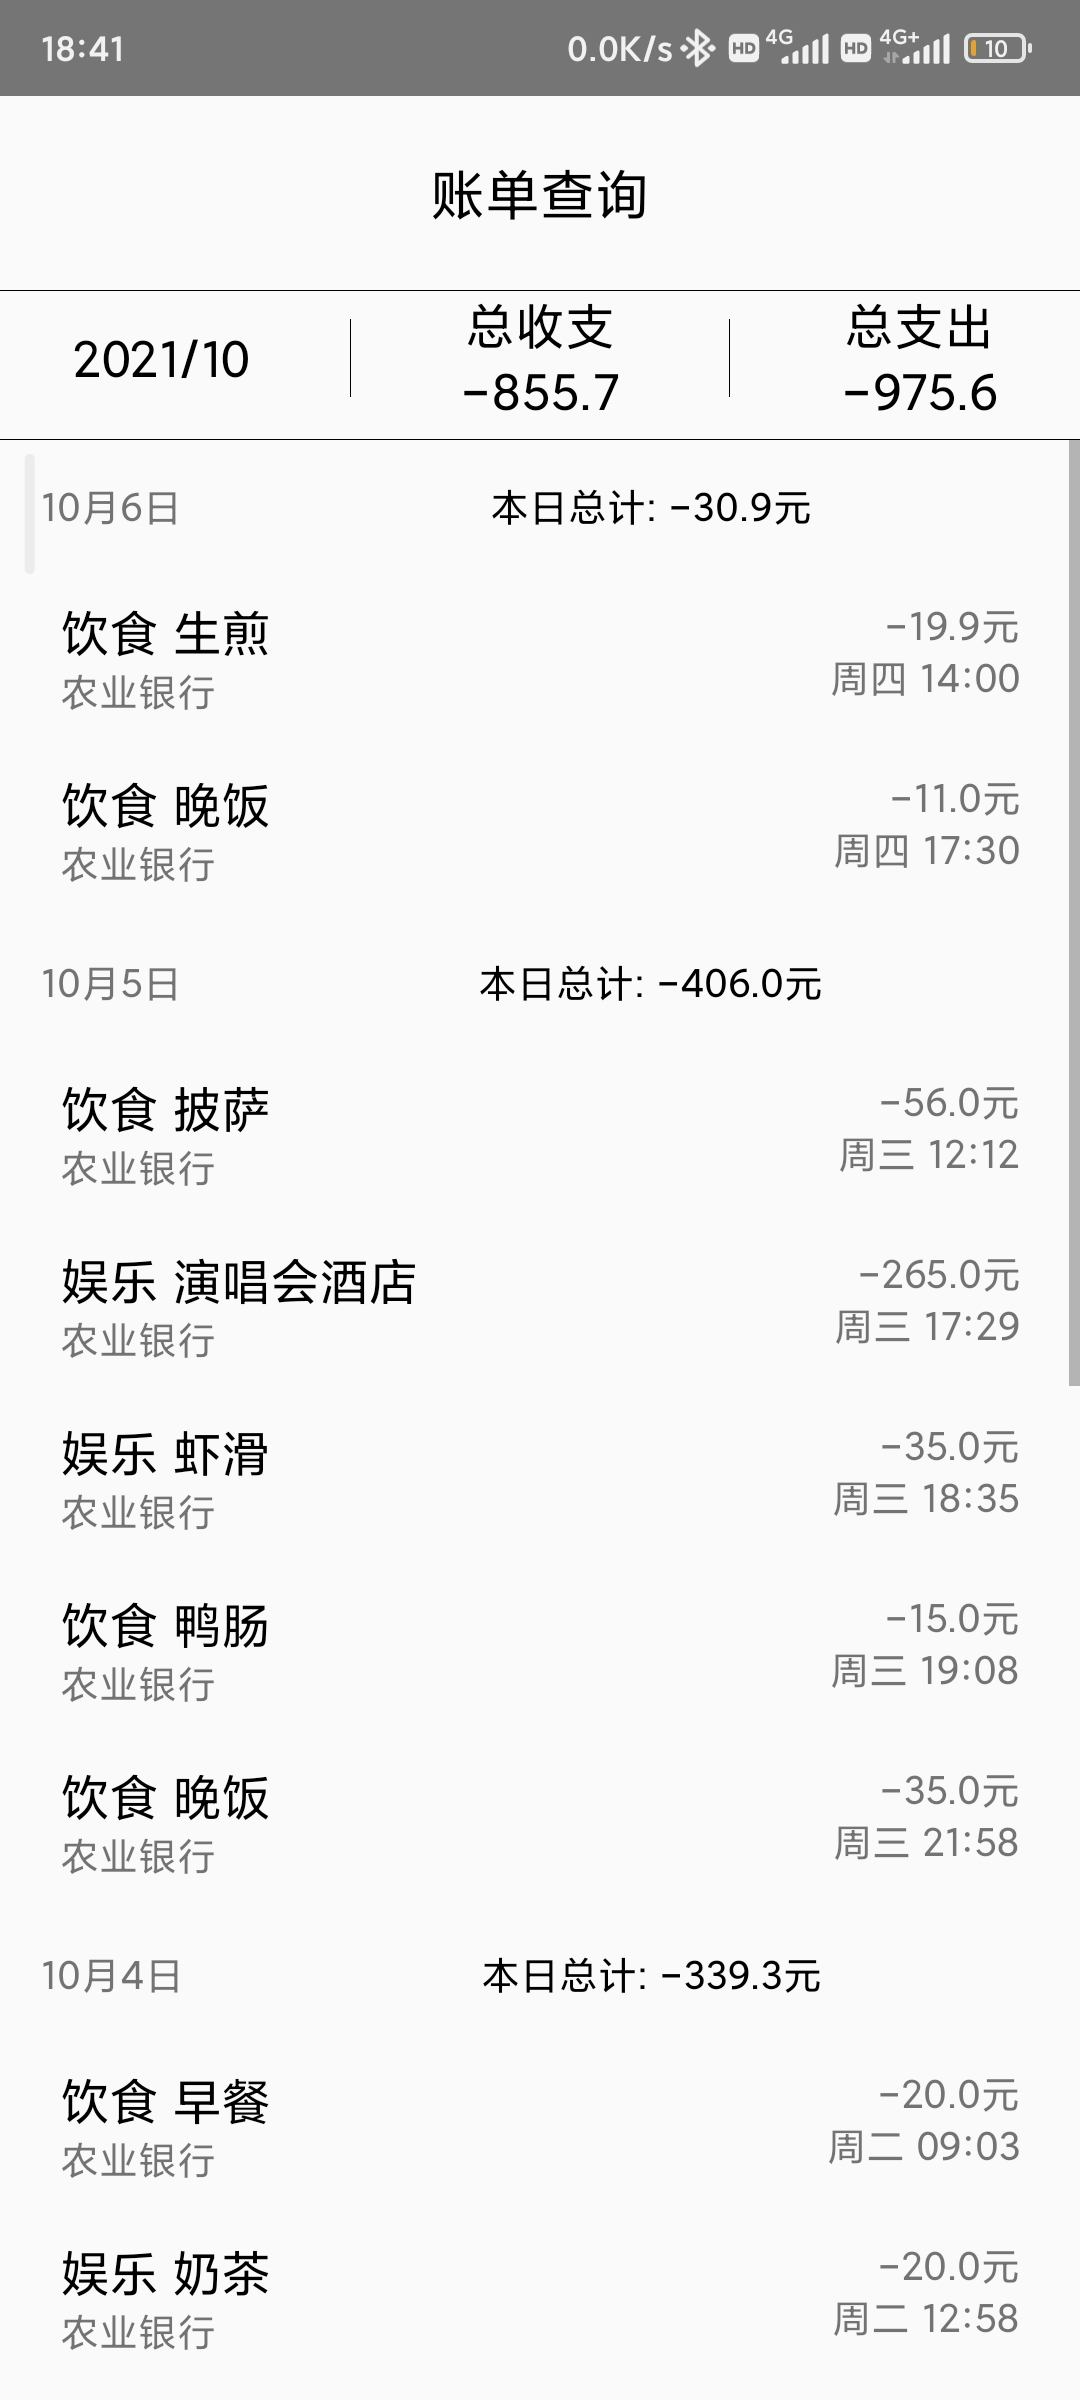 18:41 0.0K/s HD 4G HD 4G+ 10
账单查询
2021/10
总收支
-855.7
总支出
-975.6
10月6日 本日总计: -30.9元
饮食 生煎 -19.9元
农业银行 周四 14:00
饮食 晚饭 -11.0元
农业银行 周四 17:30
10月5日 本日总计: -406.0元
饮食 披萨 -56.0元
农业银行 周三 12:12
娱乐 演唱会酒店 -265.0元
农业银行 周三 17:29
娱乐 虾滑 -35.0元
农业银行 周三 18:35
饮食 鸭肠 -15.0元
农业银行 周三 19:08
饮食 晚饭 -35.0元
农业银行 周三 21:58
10月4日 本日总计: -339.3元
饮食 早餐 -20.0元
农业银行 周二 09:03
娱乐 奶茶 -20.0元
农业银行 周二 12:58